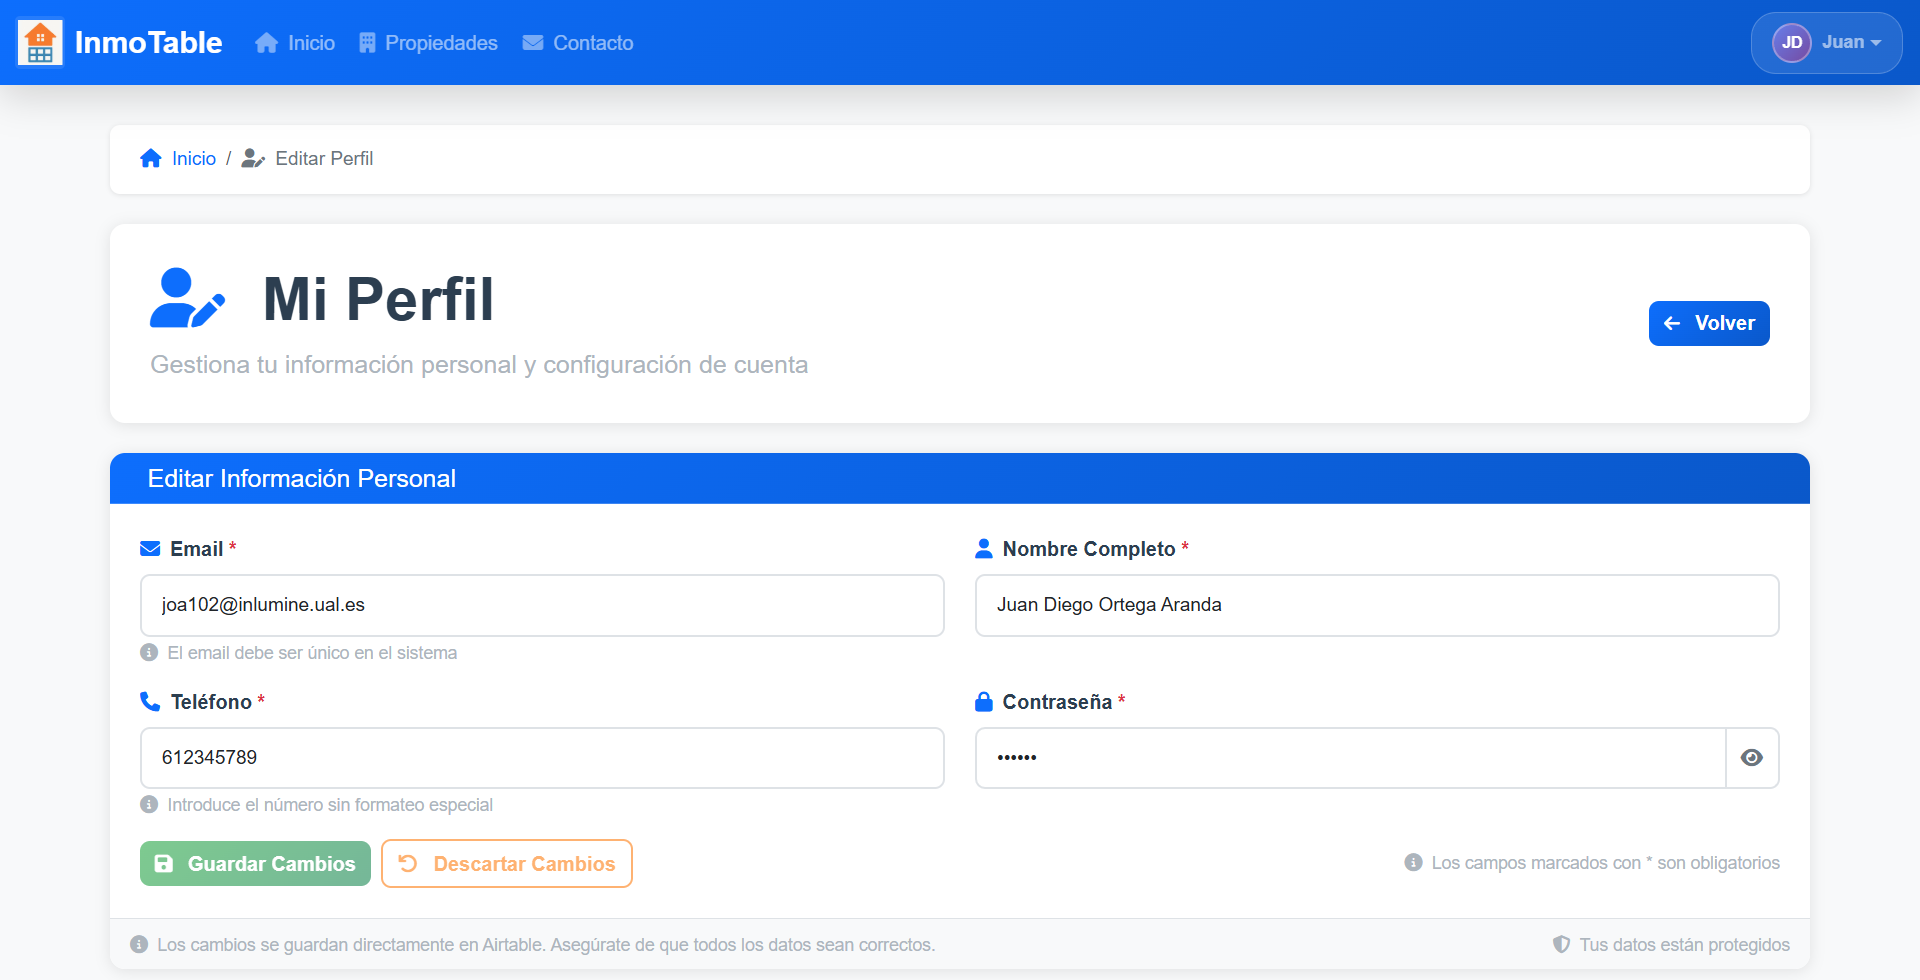 InmoTable
Inicio
Propiedades
Contacto
JD
Juan
Inicio / Editar Perfil
Mi Perfil
Gestiona tu información personal y configuración de cuenta
Volver
Editar Información Personal
Email *
joa102@inlumine.ual.es
El email debe ser único en el sistema
Nombre Completo *
Juan Diego Ortega Aranda
Teléfono *
612345789
Introduce el número sin formateo especial
Contraseña *
••••••
Guardar Cambios
Descartar Cambios
Los campos marcados con * son obligatorios
Los cambios se guardan directamente en Airtable. Asegúrate de que todos los datos sean correctos.
Tus datos están protegidos